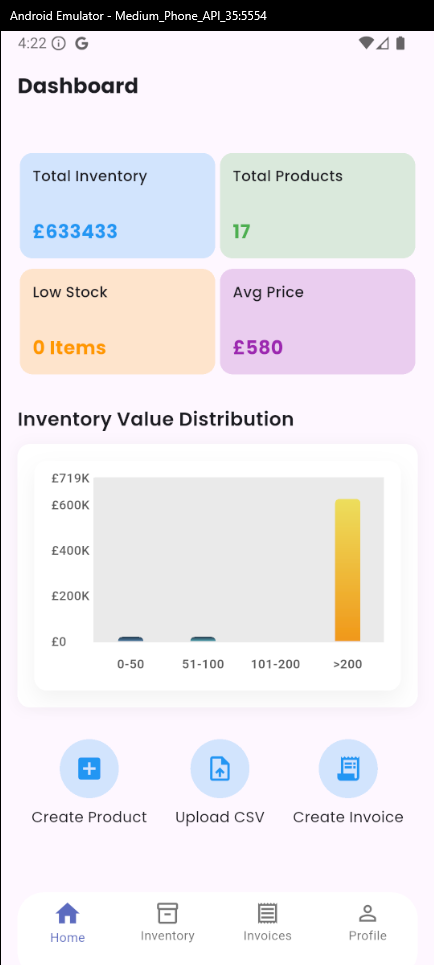 Android Emulator - Medium_Phone_API_35:5554
4:22
Dashboard
Total Inventory
£633433
Total Products
17
Low Stock
0 Items
Avg Price
£580
Inventory Value Distribution
£719K
£600K
£400K
£200K
£0
0-50 51-100 101-200 >200
Create Product Upload CSV Create Invoice
Home Inventory Invoices Profile